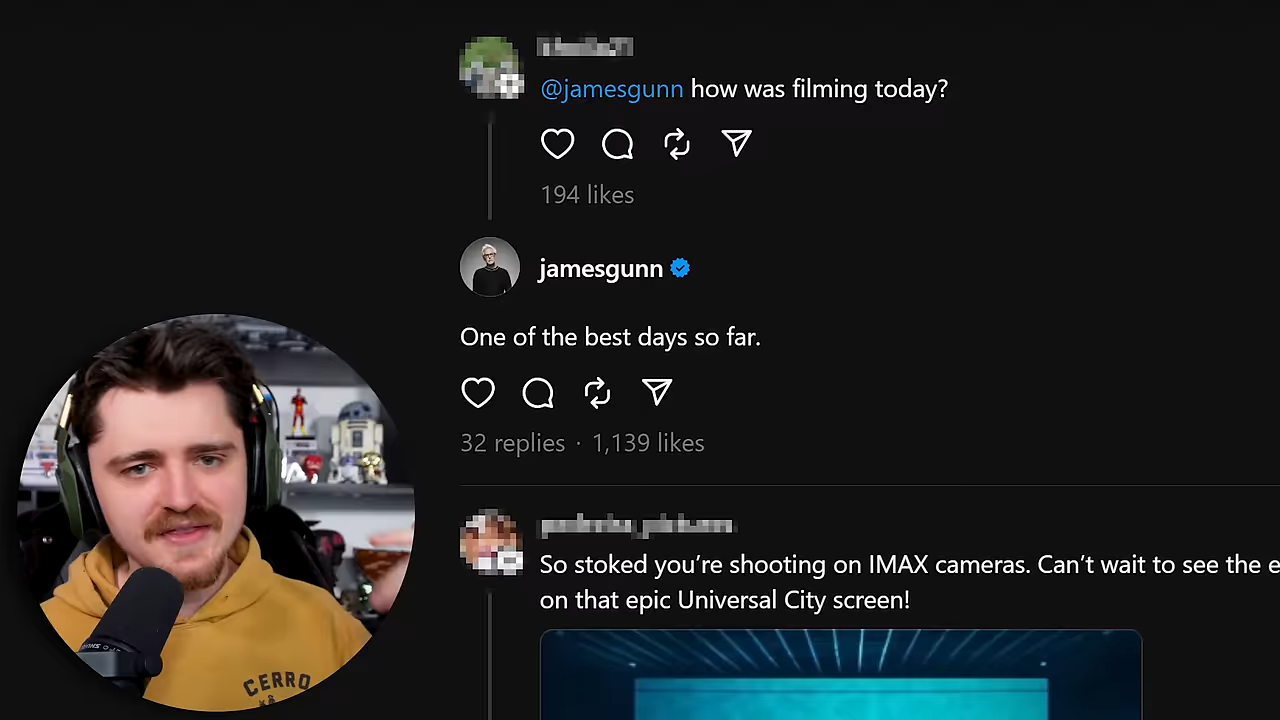 @jamesgunn how was filming today?
194 likes
jamesgunn
One of the best days so far.
32 replies · 1,139 likes
So stoked you’re shooting on IMAX cameras. Can’t wait to see the e
on that epic Universal City screen!
CERRO